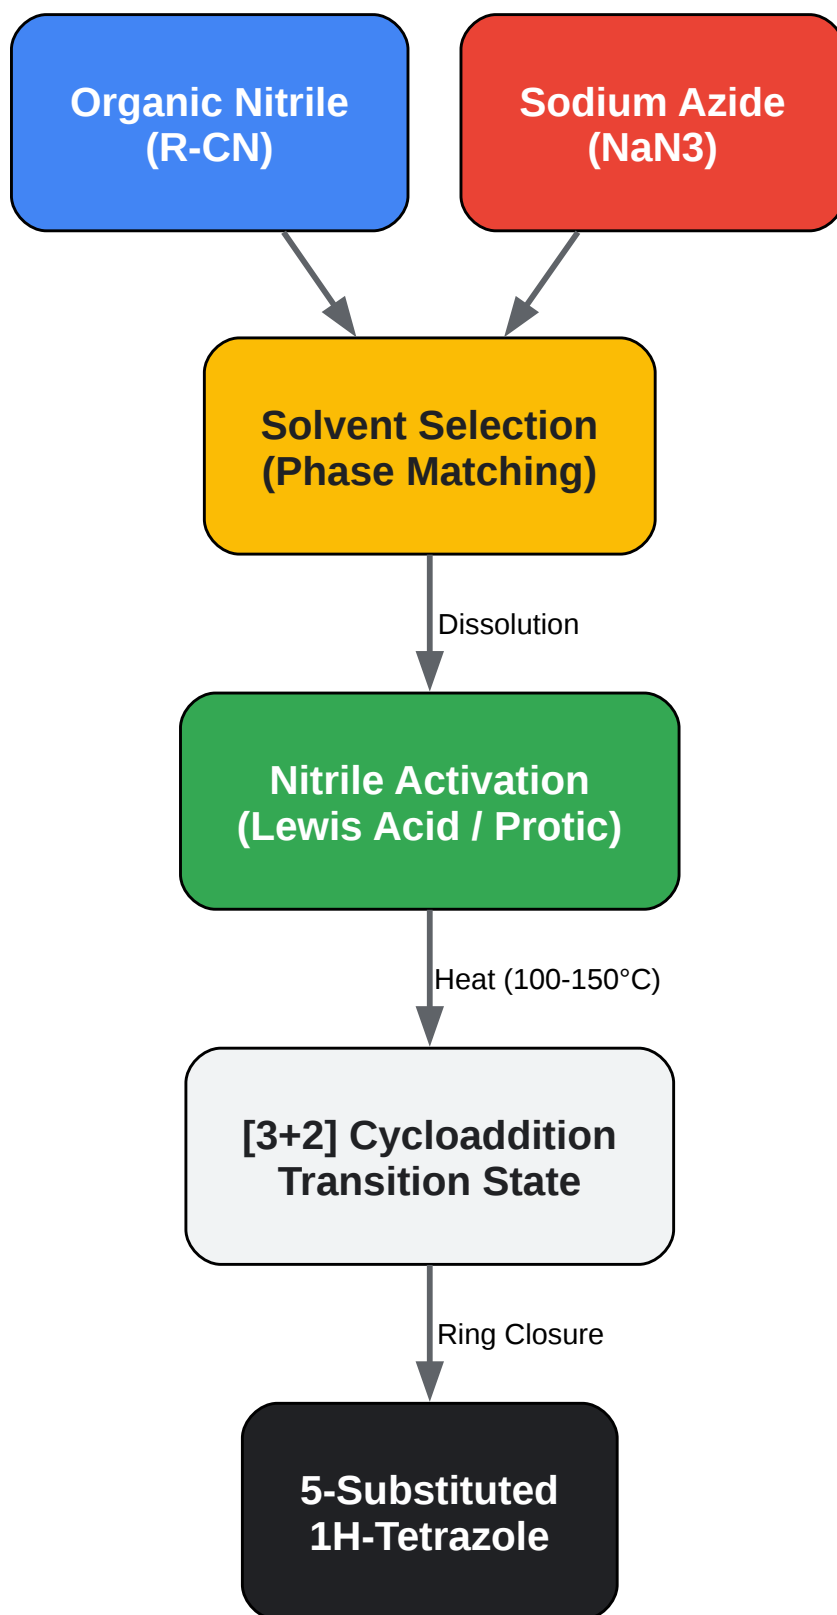 Organic Nitrile
(R-CN)
Sodium Azide
(NaN3)
Solvent Selection
(Phase Matching)
Dissolution
Nitrile Activation
(Lewis Acid / Protic)
Heat (100-150°C)
[3+2] Cycloaddition
Transition State
Ring Closure
5-Substituted
1H-Tetrazole